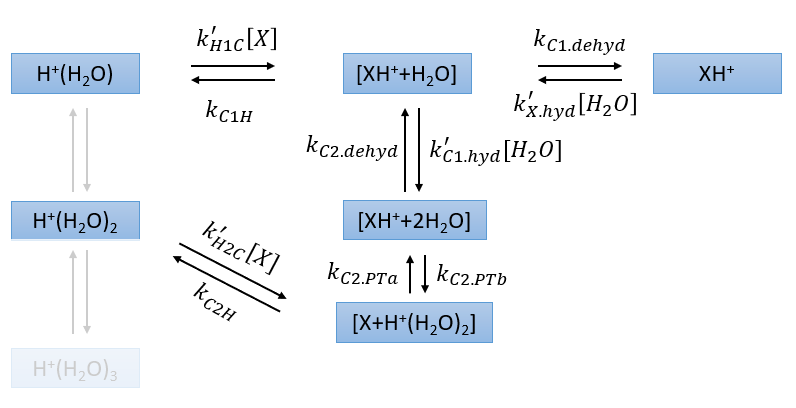 k′H1C[X]
kC1.dehyd
H⁺(H₂O)
[XH⁺+H₂O]
XH⁺
kC1H
k′X.hyd[H₂O]
kC2.dehyd
k′C1.hyd[H₂O]
H⁺(H₂O)₂
[XH⁺+2H₂O]
k′H2C[X]
kC2.PTa
kC2.PTb
kC2H
[X+H⁺(H₂O)₂]
H⁺(H₂O)₃